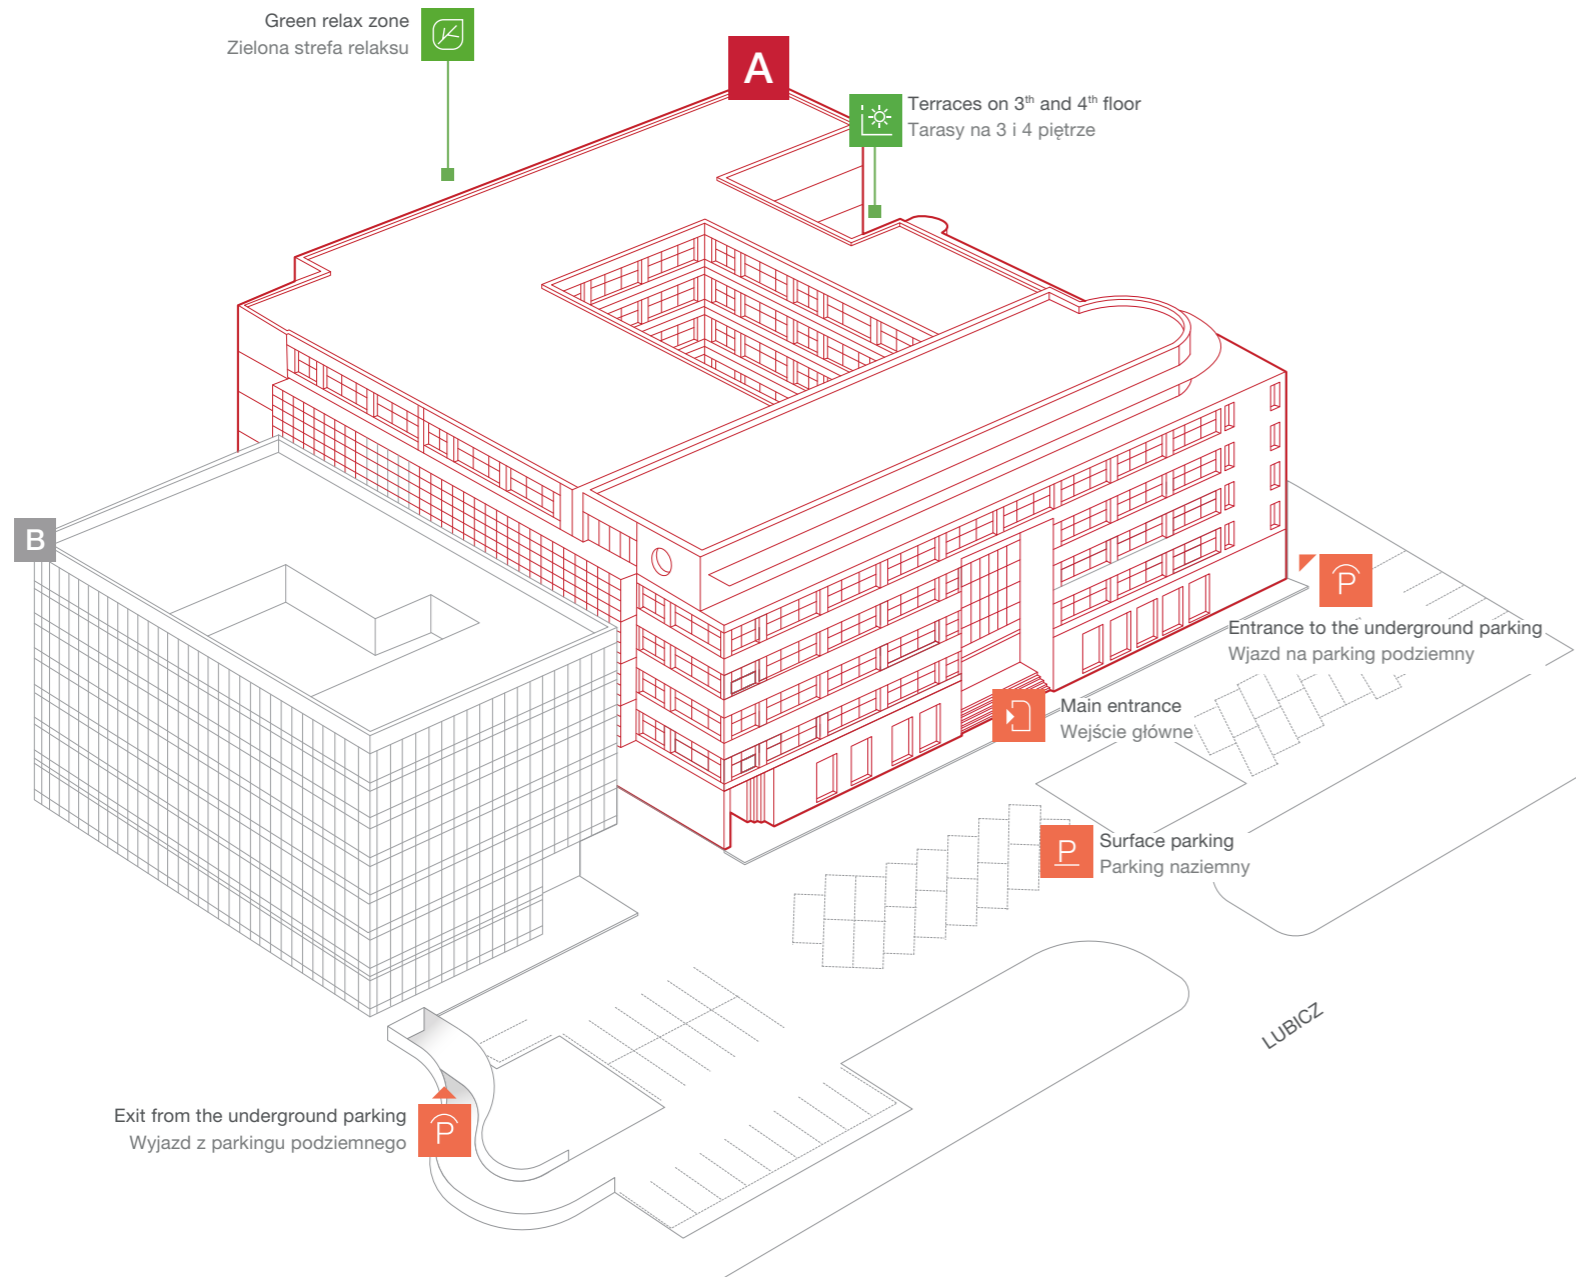 Green relax zone
Zielona strefa relaksu
A
Terraces on 3th and 4th floor
Tarasy na 3 i 4 piętrze
B
P
Entrance to the underground parking
Wjazd na parking podziemny
Main entrance
Wejście główne
P
Surface parking
Parking naziemny
LUBICZ
Exit from the underground parking
Wyjazd z parkingu podziemnego
P